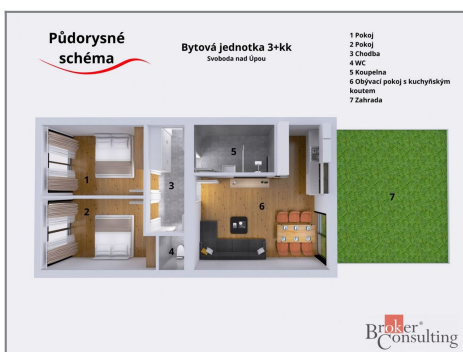 Půdorysné
schéma
Bytová jednotka 3+kk
Svoboda nad Úpou
1 Pokoj
2 Pokoj
3 Chodba
4 WC
5 Koupelna
6 Obývací pokoj s kuchyňským
koutem
7 Zahrada
5
1
3
7
2
6
4
Broker®
Consulting